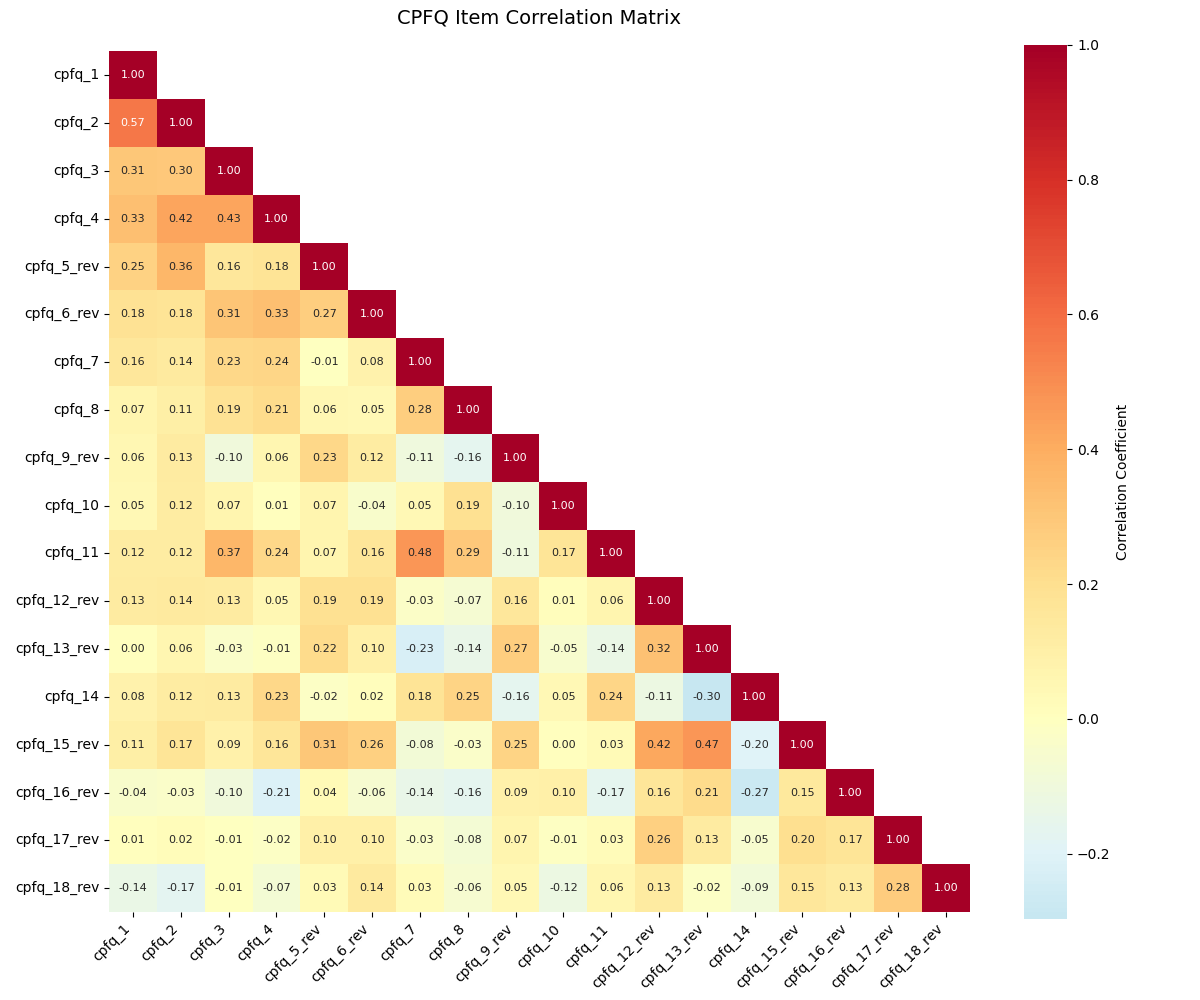 CPFQ Item Correlation Matrix
cpfq_1 1.00
cpfq_2 0.57 1.00
cpfq_3 0.31 0.30 1.00
cpfq_4 0.33 0.42 0.43 1.00
cpfq_5_rev 0.25 0.36 0.16 0.18 1.00
cpfq_6_rev 0.18 0.18 0.31 0.33 0.27 1.00
cpfq_7 0.16 0.14 0.23 0.24 -0.01 0.08 1.00
cpfq_8 0.07 0.11 0.19 0.21 0.06 0.05 0.28 1.00
cpfq_9_rev 0.06 0.13 -0.10 0.06 0.23 0.12 -0.11 -0.16 1.00
cpfq_10 0.05 0.12 0.07 0.01 0.07 -0.04 0.05 0.19 -0.10 1.00
cpfq_11 0.12 0.12 0.37 0.24 0.07 0.16 0.48 0.29 -0.11 0.17 1.00
cpfq_12_rev 0.13 0.14 0.13 0.05 0.19 0.19 -0.03 -0.07 0.16 0.01 0.06 1.00
cpfq_13_rev 0.00 0.06 -0.03 -0.01 0.22 0.10 -0.23 -0.14 0.27 -0.05 -0.14 0.32 1.00
cpfq_14 0.08 0.12 0.13 0.23 -0.02 0.02 0.18 0.25 -0.16 0.05 0.24 -0.11 -0.30 1.00
cpfq_15_rev 0.11 0.17 0.09 0.16 0.31 0.26 -0.08 -0.03 0.25 0.00 0.03 0.42 0.47 -0.20 1.00
cpfq_16_rev -0.04 -0.03 -0.10 -0.21 0.04 -0.06 -0.14 -0.16 0.09 0.10 -0.17 0.16 0.21 -0.27 0.15 1.00
cpfq_17_rev 0.01 0.02 -0.01 -0.02 0.10 0.10 -0.03 -0.08 0.07 -0.01 0.03 0.26 0.13 -0.05 0.20 0.17 1.00
cpfq_18_rev -0.14 -0.17 -0.01 -0.07 0.03 0.14 0.03 -0.06 0.05 -0.12 0.06 0.13 -0.02 -0.09 0.15 0.13 0.28 1.00
cpfq_1 cpfq_2 cpfq_3 cpfq_4 cpfq_5_rev cpfq_6_rev cpfq_7 cpfq_8 cpfq_9_rev cpfq_10 cpfq_11 cpfq_12_rev cpfq_13_rev cpfq_14 cpfq_15_rev cpfq_16_rev cpfq_17_rev cpfq_18_rev
1.0
0.8
0.6
0.4
0.2
0.0
−0.2
Correlation Coefficient